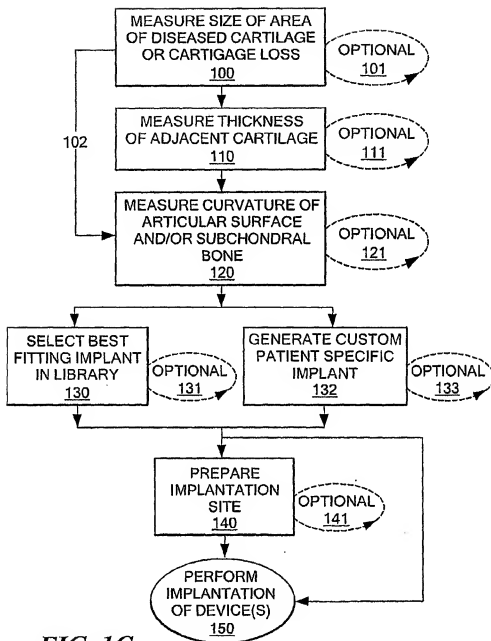 MEASURE SIZE OF AREA
OF DISEASED CARTILAGE
OR CARTIGAGE LOSS
100
OPTIONAL
101
102
MEASURE THICKNESS
OF ADJACENT CARTILAGE
110
OPTIONAL
111
MEASURE CURVATURE OF
ARTICULAR SURFACE
AND/OR SUBCHONDRAL
BONE
120
OPTIONAL
121
SELECT BEST
FITTING IMPLANT
IN LIBRARY
130
OPTIONAL
131
GENERATE CUSTOM
PATIENT SPECIFIC
IMPLANT
132
OPTIONAL
133
PREPARE
IMPLANTATION
SITE
140
OPTIONAL
141
PERFORM
IMPLANTATION
OF DEVICE(S)
150